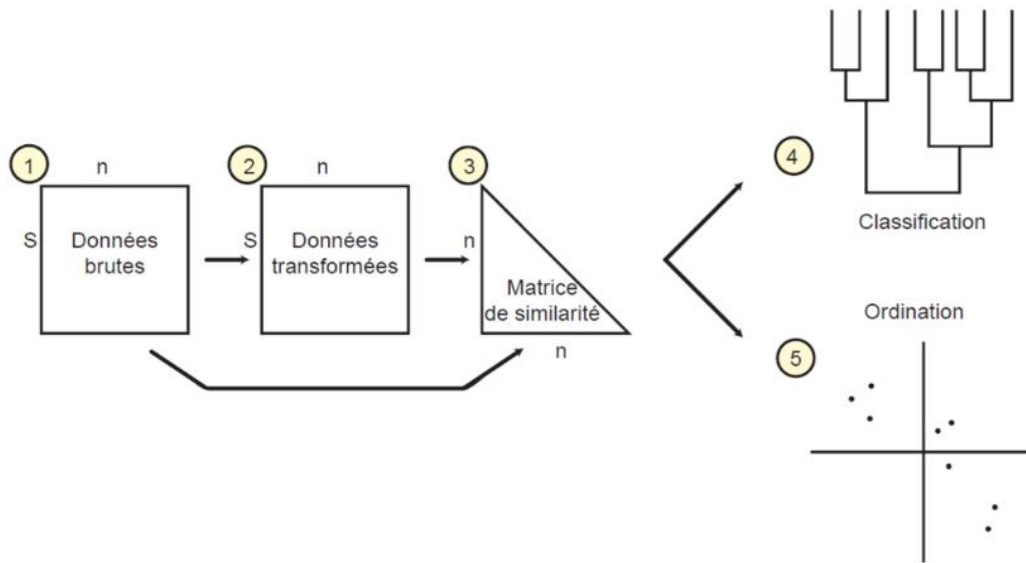 1
n
S
Données
brutes
2
n
S
Données
transformées
3
n
Matrice
de similarité
n
4
Classification
Ordination
5